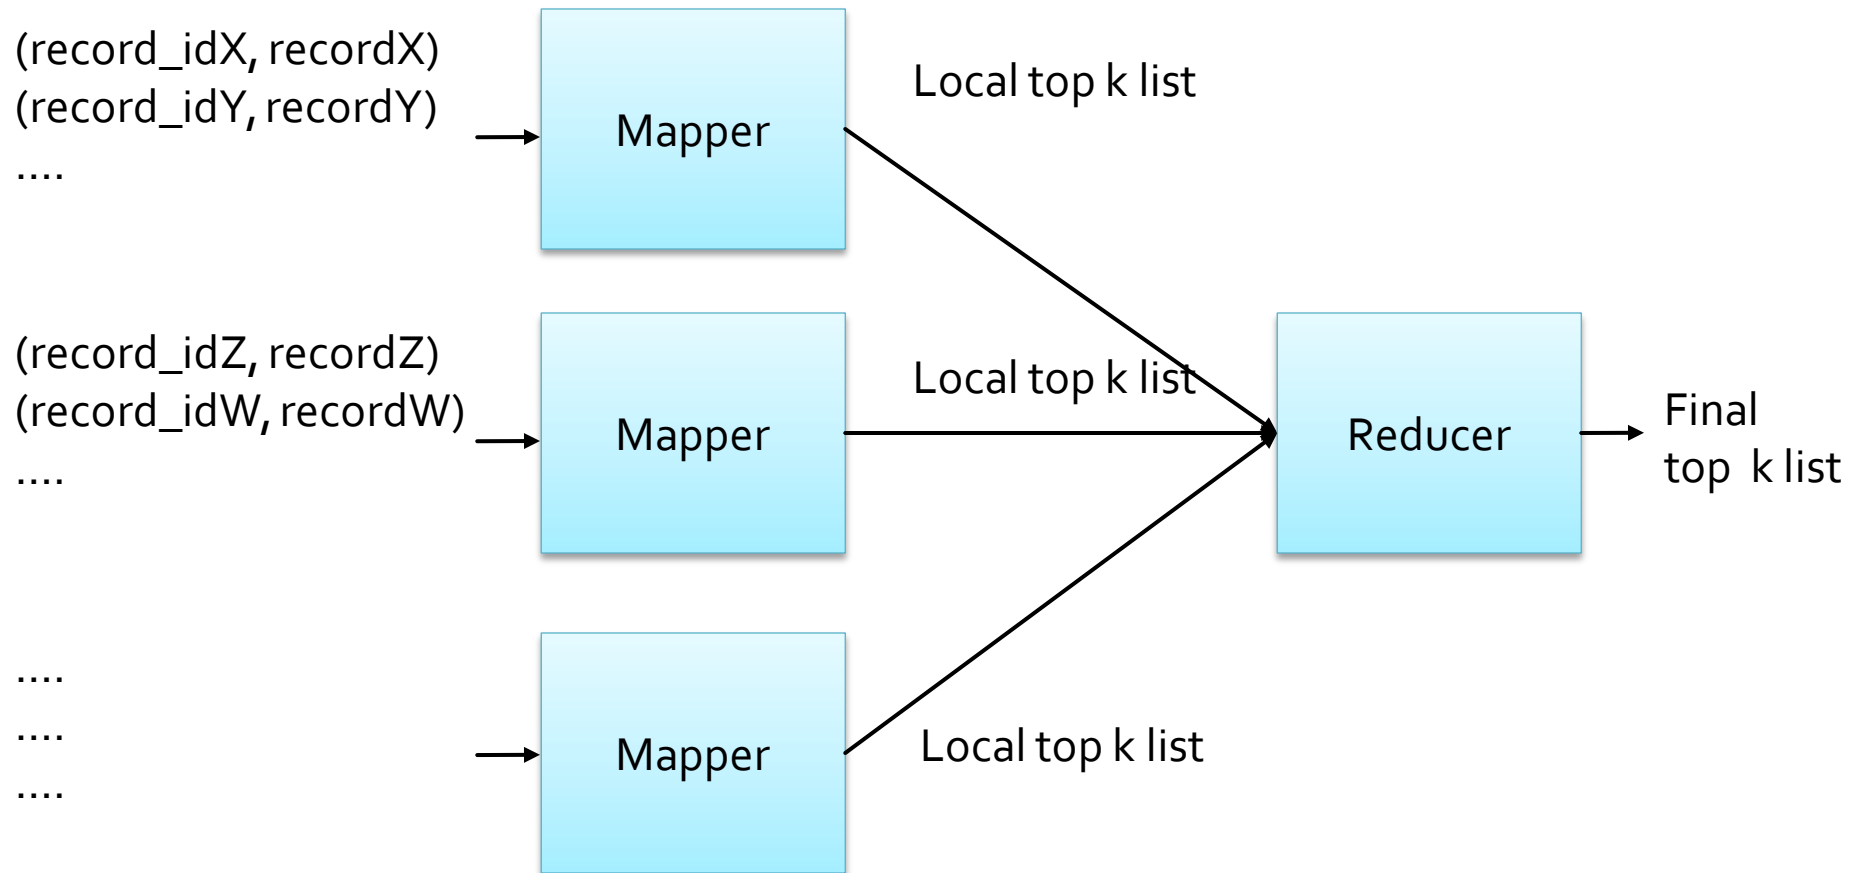 (record_idX, recordX)
(record_idY, recordY)
....
Mapper
Local top k list
(record_idZ, recordZ)
(record_idW, recordW)
....
Mapper
Local top k list
Reducer
Final
top k list
....
....
....
Mapper
Local top k list